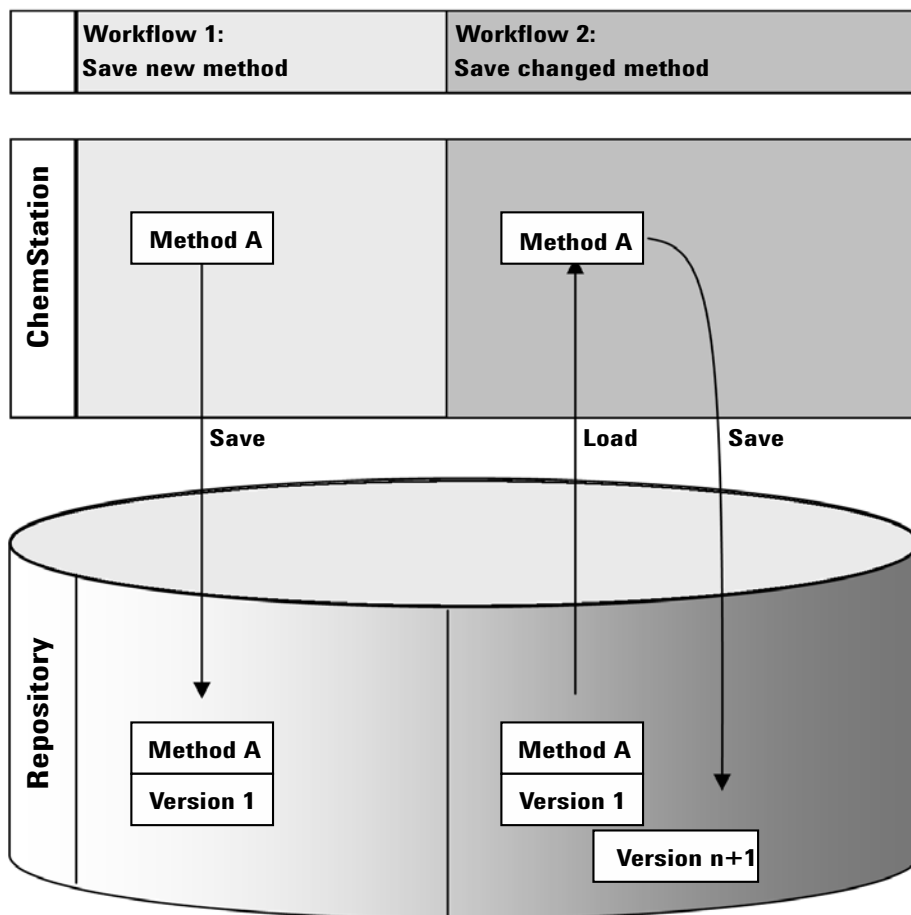 Workflow 1:
Save new method
Workflow 2:
Save changed method
ChemStation
Method A
Method A
Save
Load
Save
Repository
Method A
Version 1
Method A
Version 1
Version n+1